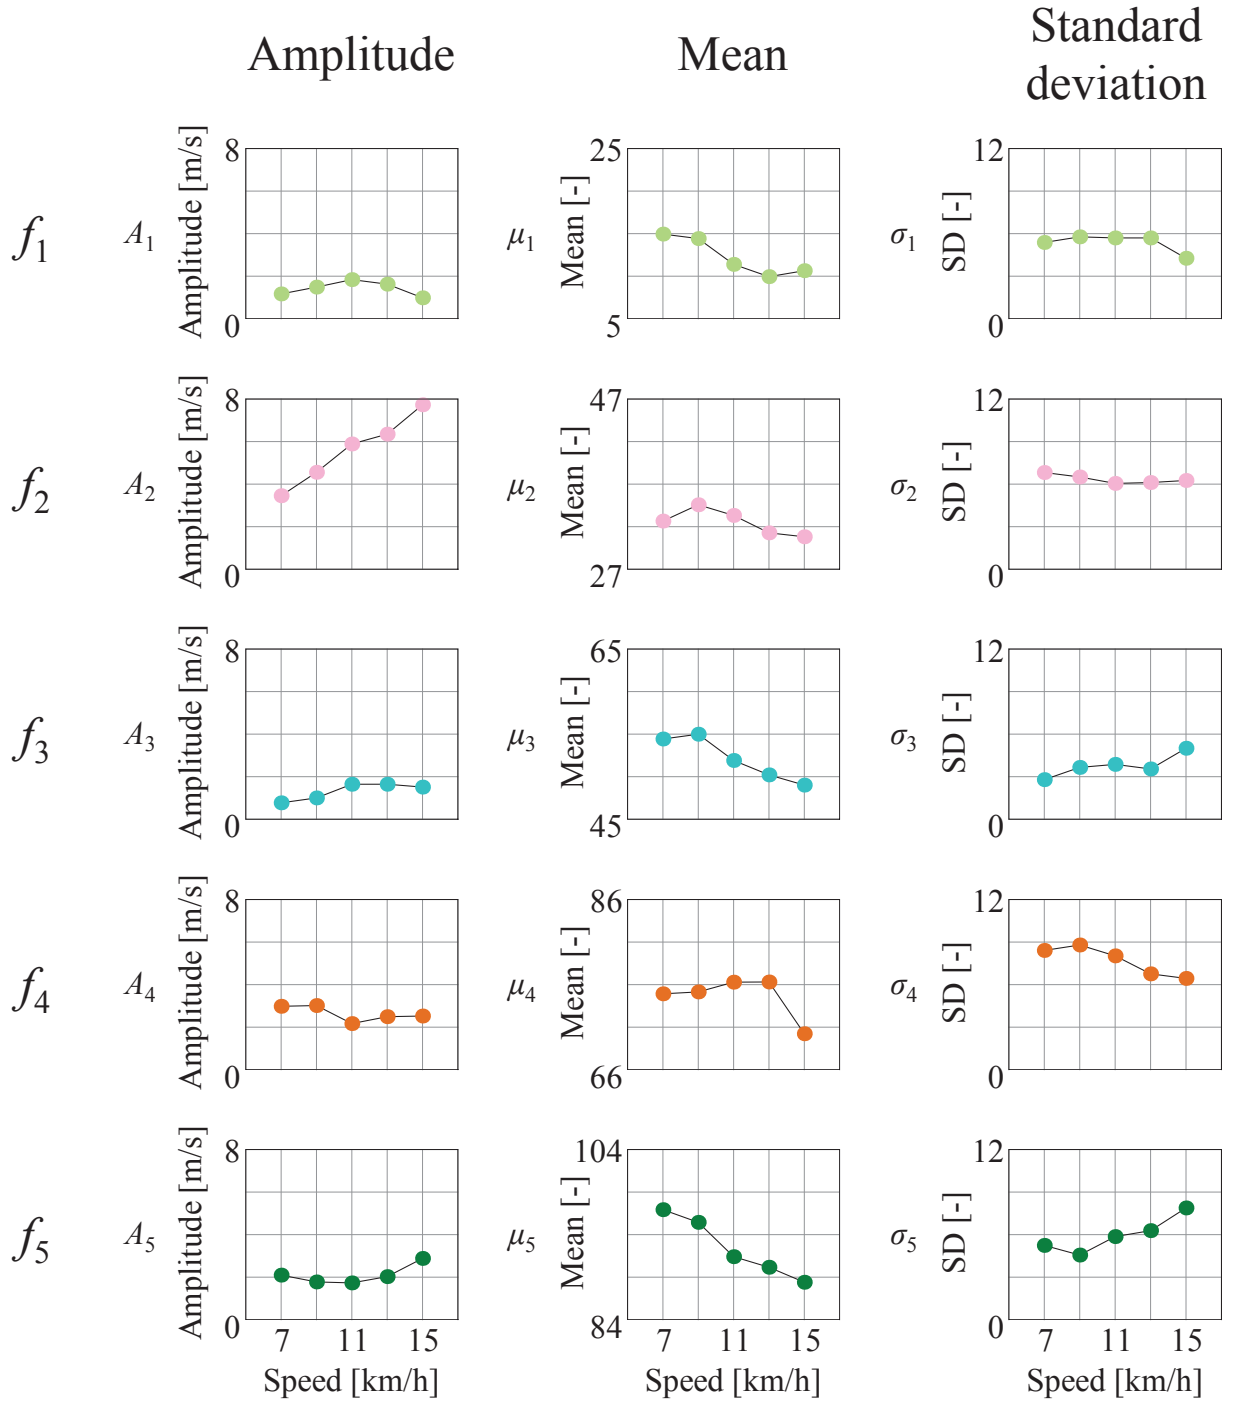 Amplitude Mean Standard
deviation
f1 A1 Amplitude [m/s] 8 0 μ1 Mean [-] 25 5 σ1 SD [-] 12 0
f2 A2 Amplitude [m/s] 8 0 μ2 Mean [-] 47 27 σ2 SD [-] 12 0
f3 A3 Amplitude [m/s] 8 0 μ3 Mean [-] 65 45 σ3 SD [-] 12 0
f4 A4 Amplitude [m/s] 8 0 μ4 Mean [-] 86 66 σ4 SD [-] 12 0
f5 A5 Amplitude [m/s] 8 0 μ5 Mean [-] 104 84 σ5 SD [-] 12 0
7 11 15 7 11 15 7 11 15
Speed [km/h] Speed [km/h] Speed [km/h]